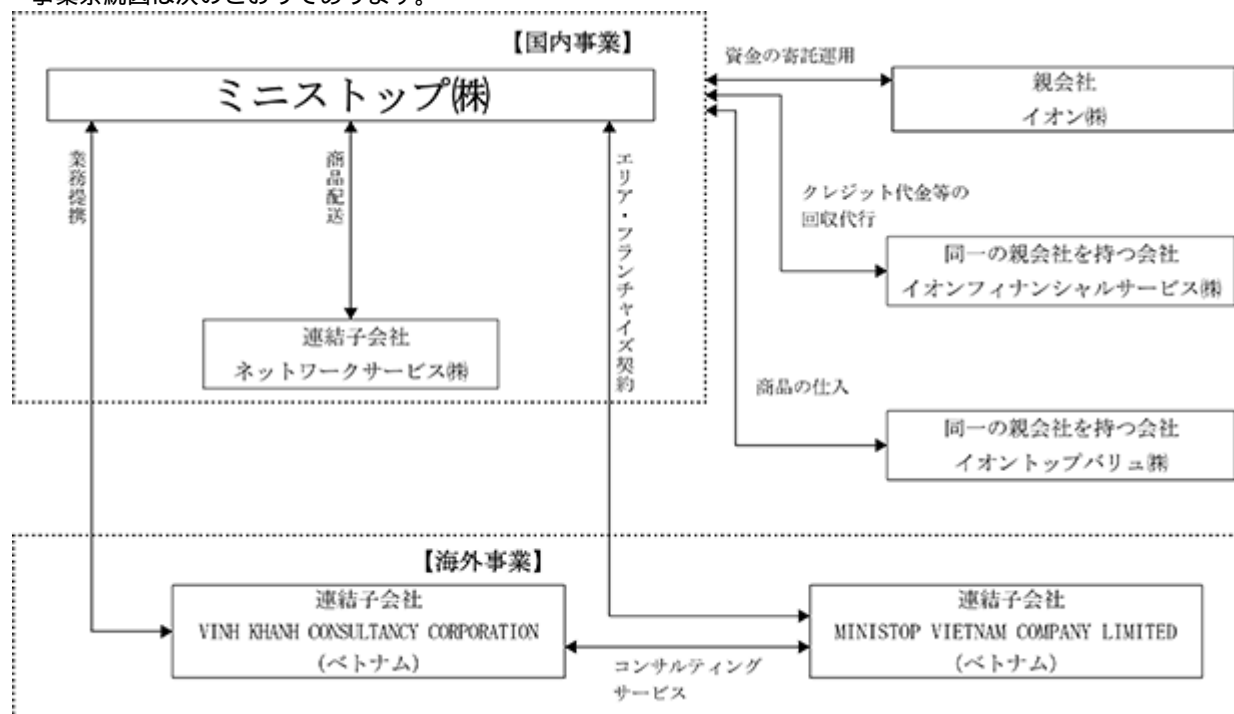 事業系統図は次のとおりであります。
【国内事業】
ミニストップ㈱
業務提携
商品配送
エリア・フランチャイズ契約
連結子会社
ネットワークサービス㈱
資金の寄託運用
親会社
イオン㈱
クレジット代金等の
回収代行
同一の親会社を持つ会社
イオンフィナンシャルサービス㈱
商品の仕入
同一の親会社を持つ会社
イオントップバリュ㈱
【海外事業】
連結子会社
VINH KHANH CONSULTANCY CORPORATION
(ベトナム)
コンサルティング
サービス
連結子会社
MINISTOP VIETNAM COMPANY LIMITED
(ベトナム)